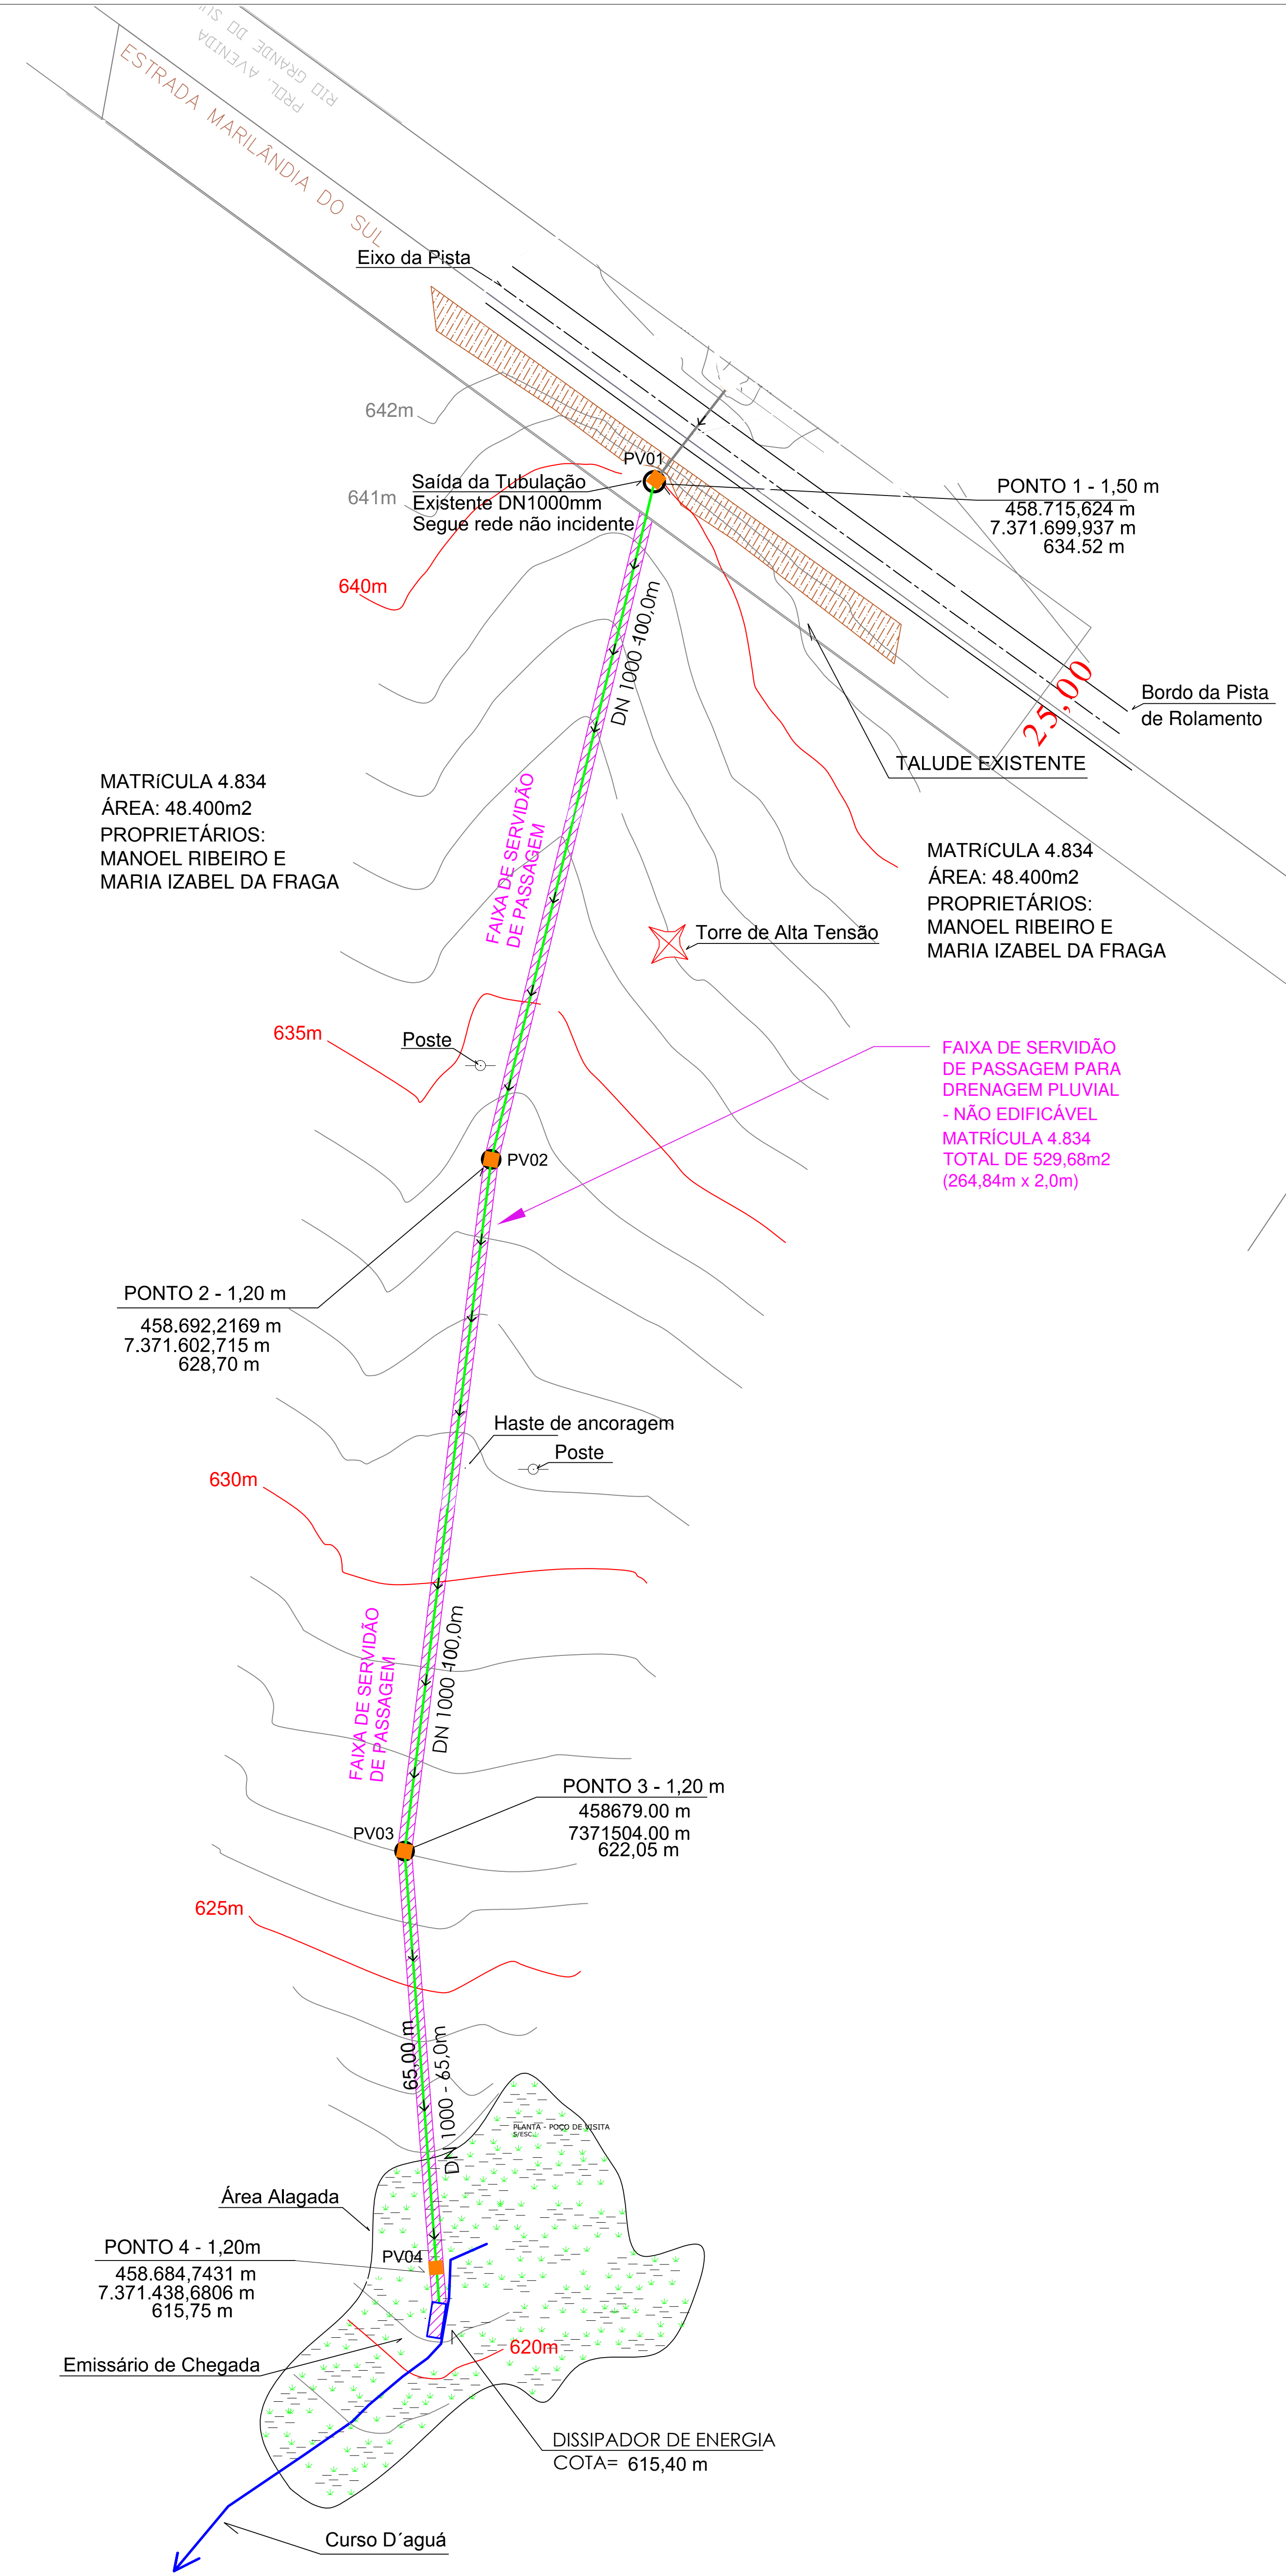 PROL. AVENIDA
RIO GRANDE DO
ESTRADA MARILÂNDIA DO SUL
Eixo da Pista
642m
PV01
Saída da Tubulação
Existente DN1000mm
Segue rede não incidente
641m
PONTO 1 - 1,50 m
458.715,624 m
7.371.699,937 m
634.52 m
640m
DN 1000 -100,0m
25,00
Bordo da Pista
de Rolamento
TALUDE EXISTENTE
MATRíCULA 4.834
ÁREA: 48.400m2
PROPRIETÁRIOS:
MANOEL RIBEIRO E
MARIA IZABEL DA FRAGA
FAIXA DE SERVIDÃO
DE PASSAGEM
MATRíCULA 4.834
ÁREA: 48.400m2
PROPRIETÁRIOS:
MANOEL RIBEIRO E
MARIA IZABEL DA FRAGA
Torre de Alta Tensão
635m
Poste
FAIXA DE SERVIDÃO
DE PASSAGEM PARA
DRENAGEM PLUVIAL
- NÃO EDIFICÁVEL
MATRÍCULA 4.834
TOTAL DE 529,68m2
(264,84m x 2,0m)
PV02
PONTO 2 - 1,20 m
458.692,2169 m
7.371.602,715 m
628,70 m
Haste de ancoragem
Poste
630m
FAIXA DE SERVIDÃO
DE PASSAGEM
DN 1000 -100,0m
PONTO 3 - 1,20 m
458679.00 m
7371504.00 m
622,05 m
PV03
625m
65,00 m
DN 1000 - 65,0m
PLANTA - POÇO DE VISITA
S/ESC.
Área Alagada
PONTO 4 - 1,20m
458.684,7431 m
7.371.438,6806 m
615,75 m
PV04
620m
Emissário de Chegada
DISSIPADOR DE ENERGIA
COTA= 615,40 m
Curso D´aguá